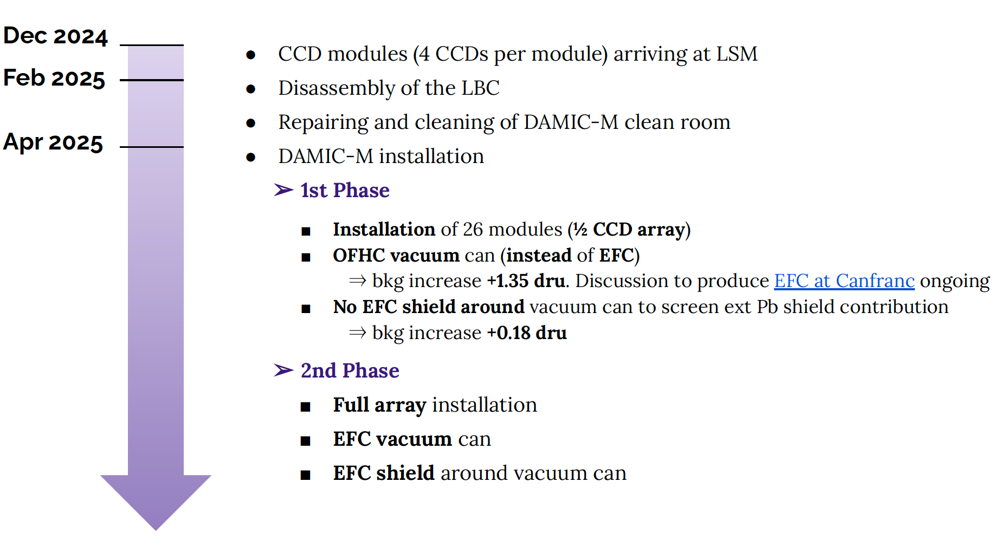 Dec 2024
Feb 2025
Apr 2025
● CCD modules (4 CCDs per module) arriving at LSM
● Disassembly of the LBC
● Repairing and cleaning of DAMIC-M clean room
● DAMIC-M installation
➢ 1st Phase
■ Installation of 26 modules (½ CCD array)
■ OFHC vacuum can (instead of EFC)
⇒ bkg increase +1.35 dru. Discussion to produce EFC at Canfranc ongoing
■ No EFC shield around vacuum can to screen ext Pb shield contribution
⇒ bkg increase +0.18 dru
➢ 2nd Phase
■ Full array installation
■ EFC vacuum can
■ EFC shield around vacuum can